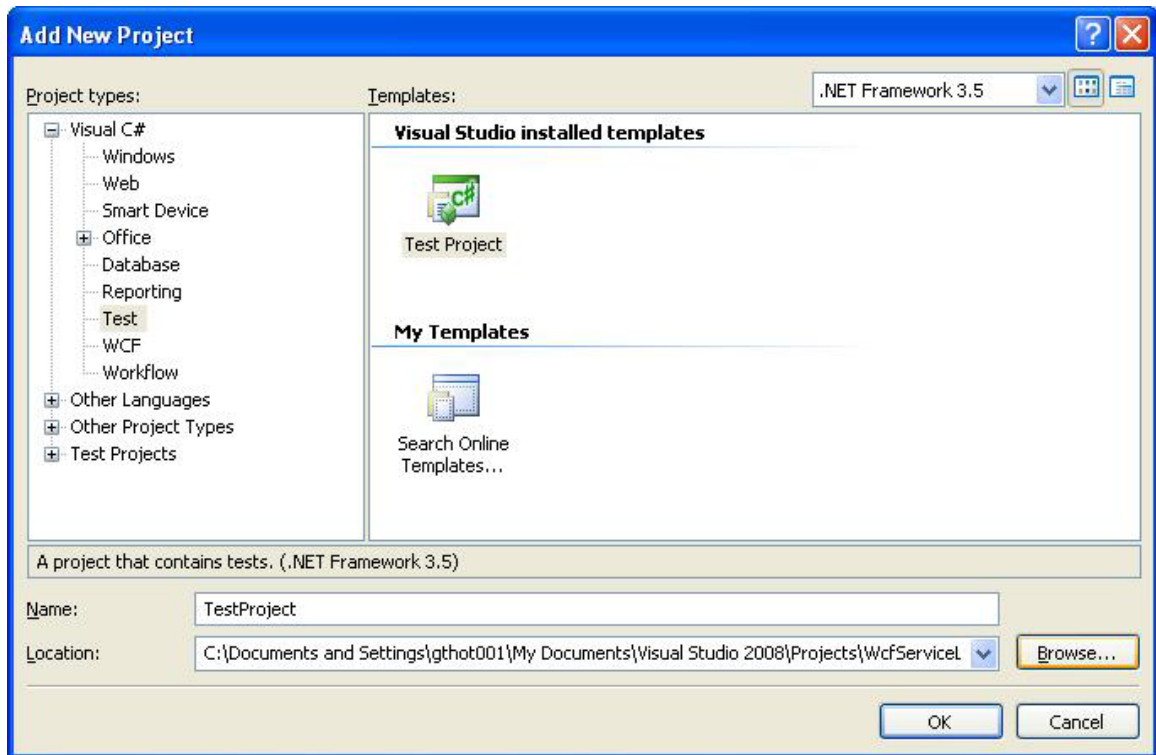 Add New Project
Project types:
Templates:
.NET Framework 3.5
Visual C#
Windows
Web
Smart Device
Office
Database
Reporting
Test
WCF
Workflow
Other Languages
Other Project Types
Test Projects
Visual Studio installed templates
C#
Test Project
My Templates
Search Online
Templates...
A project that contains tests. (.NET Framework 3.5)
Name:
TestProject
Location:
C:\Documents and Settings\gthot001\My Documents\Visual Studio 2008\Projects\WcfServiceL
Browse...
OK
Cancel